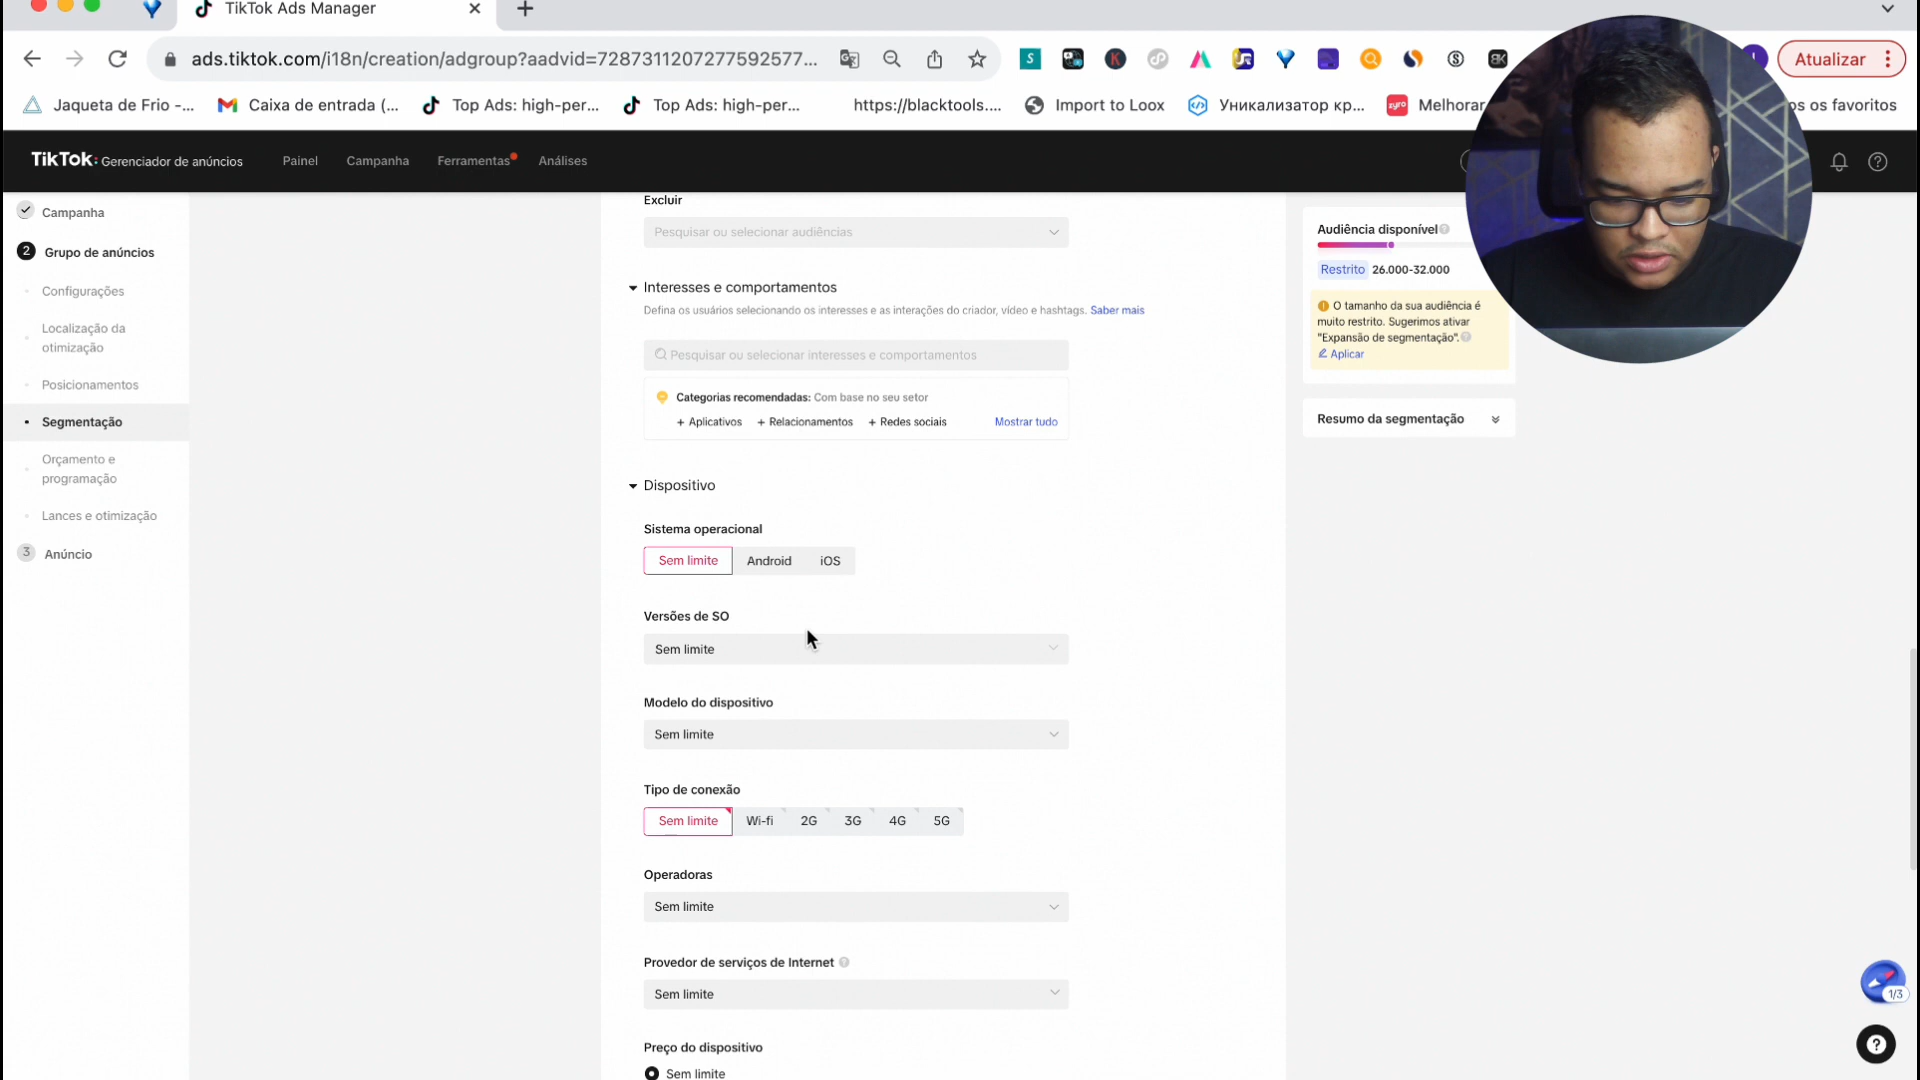 TikTok Ads Manager
ads.tiktok.com/i18n/creation/adgroup?aadvid=7287311207277592577...
Atualizar
Jaqueta de Frio -...
Caixa de entrada (...
Top Ads: high-per...
Top Ads: high-per...
https://blacktools....
Import to Loox
Уникализатор кр...
Melhorar
os os favoritos
TikTok: Gerenciador de anúncios
Painel
Campanha
Ferramentas
Análises
Campanha
2 Grupo de anúncios
Configurações
Localização da
otimização
Posicionamentos
Segmentação
Orçamento e
programação
Lances e otimização
3 Anúncio
Excluir
Pesquisar ou selecionar audiências
Interesses e comportamentos
Defina os usuários selecionando os interesses e as interações do criador, vídeo e hashtags. Saber mais
Pesquisar ou selecionar interesses e comportamentos
Categorias recomendadas: Com base no seu setor
+ Aplicativos + Relacionamentos + Redes sociais Mostrar tudo
Dispositivo
Sistema operacional
Sem limite Android iOS
Versões de SO
Sem limite
Modelo do dispositivo
Sem limite
Tipo de conexão
Sem limite Wi-fi 2G 3G 4G 5G
Operadoras
Sem limite
Provedor de serviços de Internet
Sem limite
Preço do dispositivo
Sem limite
Audiência disponível
Restrito 26.000-32.000
O tamanho da sua audiência é
muito restrito. Sugerimos ativar
"Expansão de segmentação".
Aplicar
Resumo da segmentação
1/3